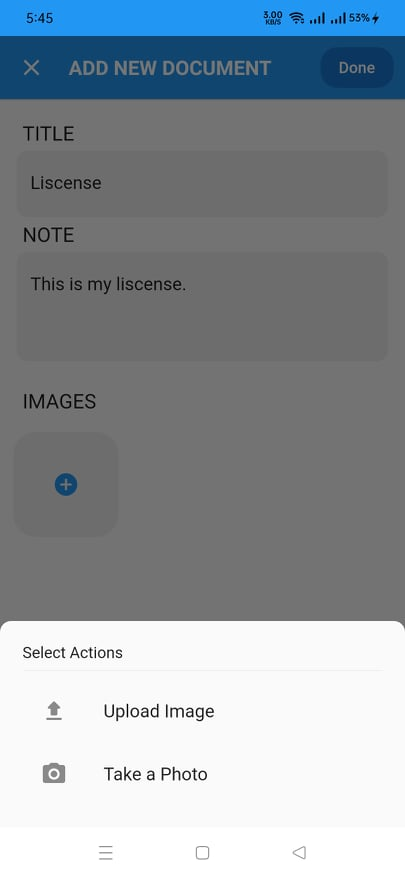 5:45 3.00 KB/S 53%
ADD NEW DOCUMENT Done
TITLE
Liscense
NOTE
This is my liscense.
IMAGES
Select Actions
Upload Image
Take a Photo